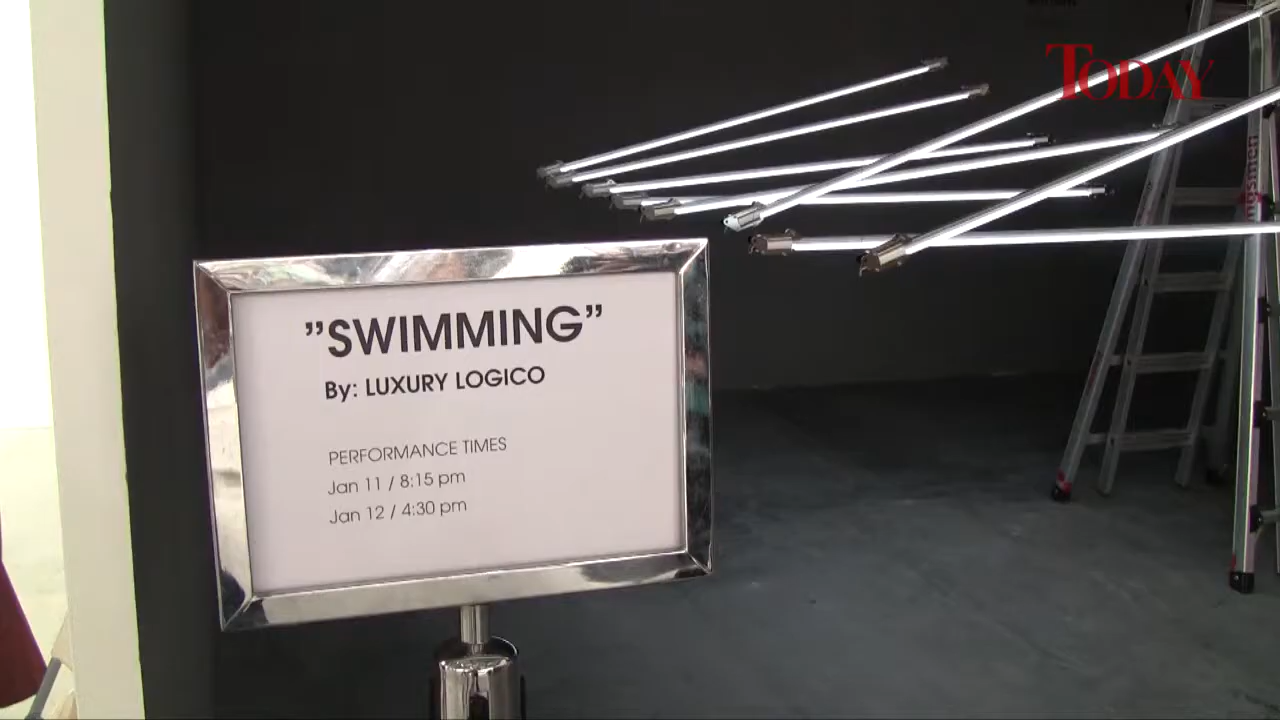 TODAY
”SWIMMING”
By: LUXURY LOGICO
PERFORMANCE TIMES
Jan 11 / 8:15 pm
Jan 12 / 4:30 pm